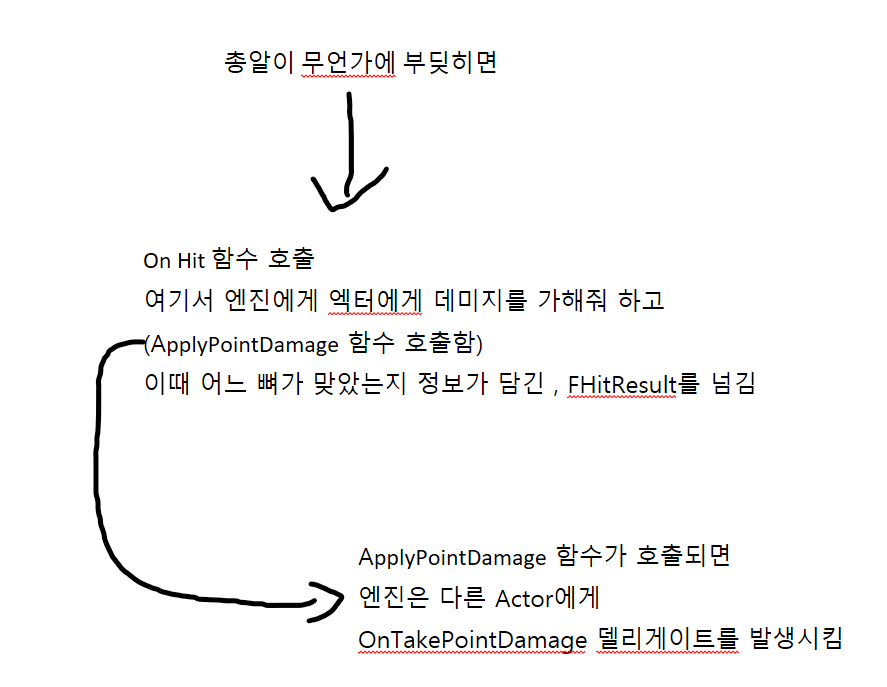 총알이 무언가에 부딪히면
On Hit 함수 호출
여기서 엔진에게 엑터에게 데미지를 가해줘 하고
(ApplyPointDamage 함수 호출함)
이때 어느 뼈가 맞았는지 정보가 담긴 , FHitResult를 넘김
ApplyPointDamage 함수가 호출되면
엔진은 다른 Actor에게
OnTakePointDamage 델리게이트를 발생시킴